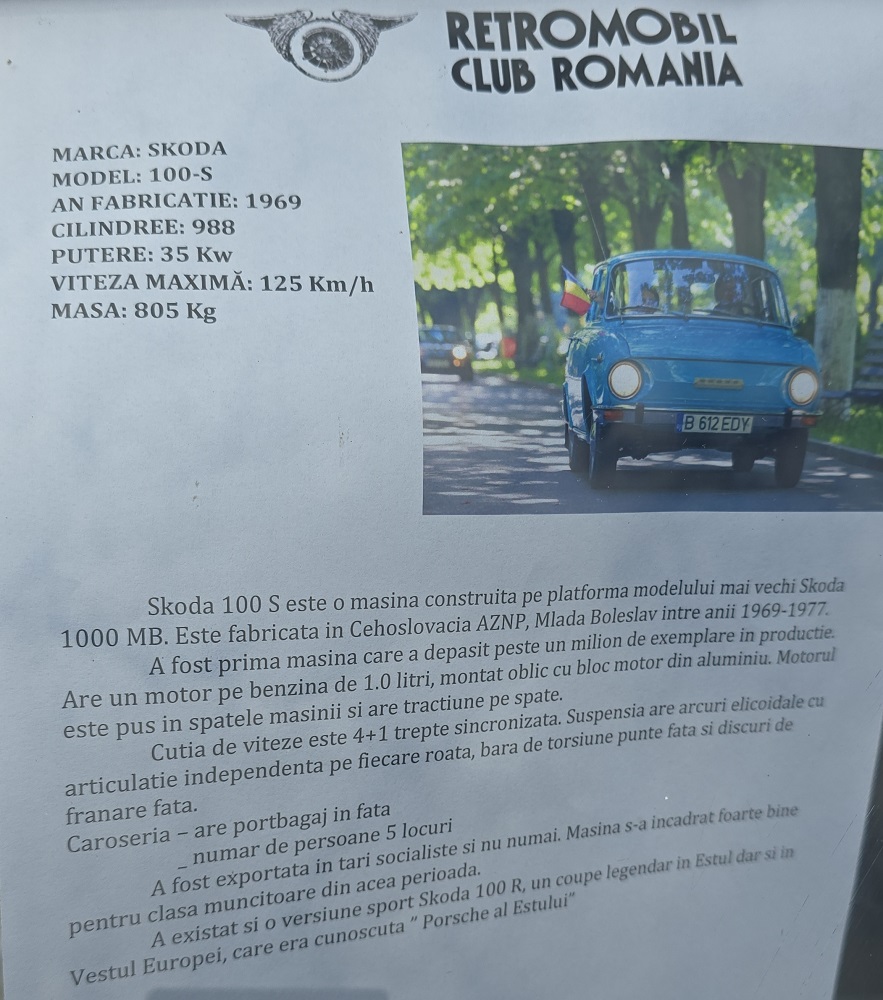 RETROMOBIL
CLUB ROMANIA
MARCA: SKODA
MODEL: 100-S
AN FABRICATIE: 1969
CILINDREE: 988
PUTERE: 35 Kw
VITEZA MAXIMĂ: 125 Km/h
MASA: 805 Kg
B 612 EDY
Skoda 100 S este o masina construita pe platforma modelului mai vechi Skoda
1000 MB. Este fabricata in Cehoslovacia AZNP, Mlada Boleslav intre anii 1969-1977.
A fost prima masina care a depasit peste un milion de exemplare in productie.
Are un motor pe benzina de 1.0 litri, montat oblic cu bloc motor din aluminiu. Motorul
este pus in spatele masinii si are tractiune pe spate.
Cutia de viteze este 4+1 trepte sincronizata. Suspensia are arcuri elicoidale cu
articulatie independenta pe fiecare roata, bara de torsiune punte fata si discuri de
franare fata.
Caroseria – are portbagaj in fata
_ numar de persoane 5 locuri
A fost exportata in tari socialiste si nu numai. Masina s-a incadrat foarte bine
pentru clasa muncitoare din acea perioada.
A existat si o versiune sport Skoda 100 R, un coupe legendar in Estul dar si in
Vestul Europei, care era cunoscuta " Porsche al Estului"